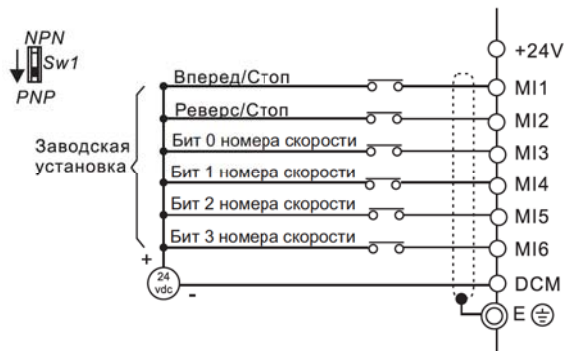 NPN
Sw1
PNP
+24V
Вперед/Стоп
MI1
Реверс/Стоп
MI2
Заводская
установка
Бит 0 номера скорости
MI3
Бит 1 номера скорости
MI4
Бит 2 номера скорости
MI5
Бит 3 номера скорости
MI6
+
24
vdc
-
DCM
E